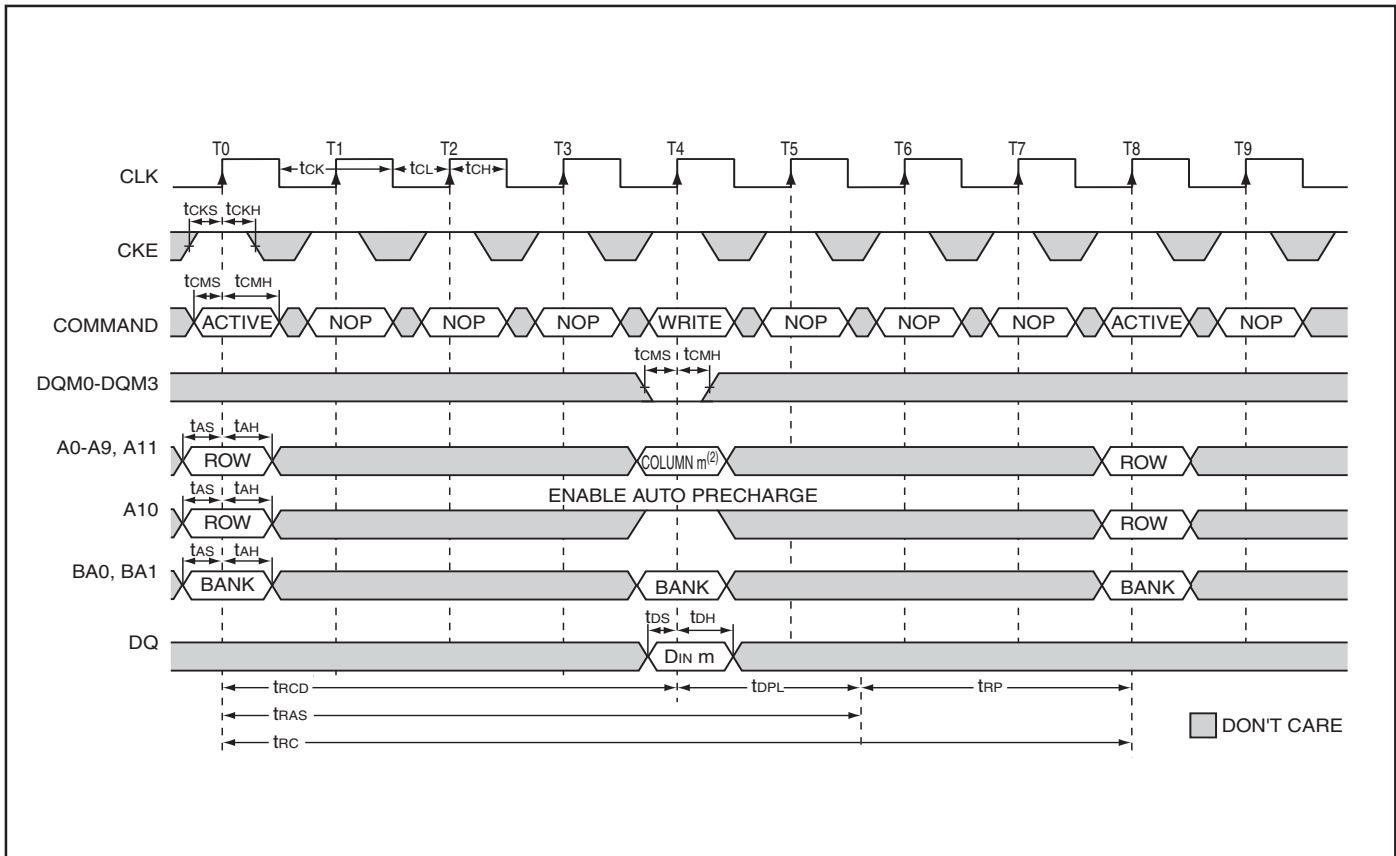 T0 T1 T2 T3 T4 T5 T6 T7 T8 T9
CLK tCK tCL tCH
tCKS tCKH
CKE
tCMS tCMH
COMMAND ACTIVE NOP NOP NOP WRITE NOP NOP NOP ACTIVE NOP
tCMS tCMH
DQM0-DQM3
tAS tAH
A0-A9, A11 ROW COLUMN m(2) ROW
tAS tAH ENABLE AUTO PRECHARGE
A10 ROW ROW
tAS tAH
BA0, BA1 BANK BANK BANK
tDS tDH
DQ DIN m
tRCD tDPL tRP
tRAS
DON'T CARE
tRC